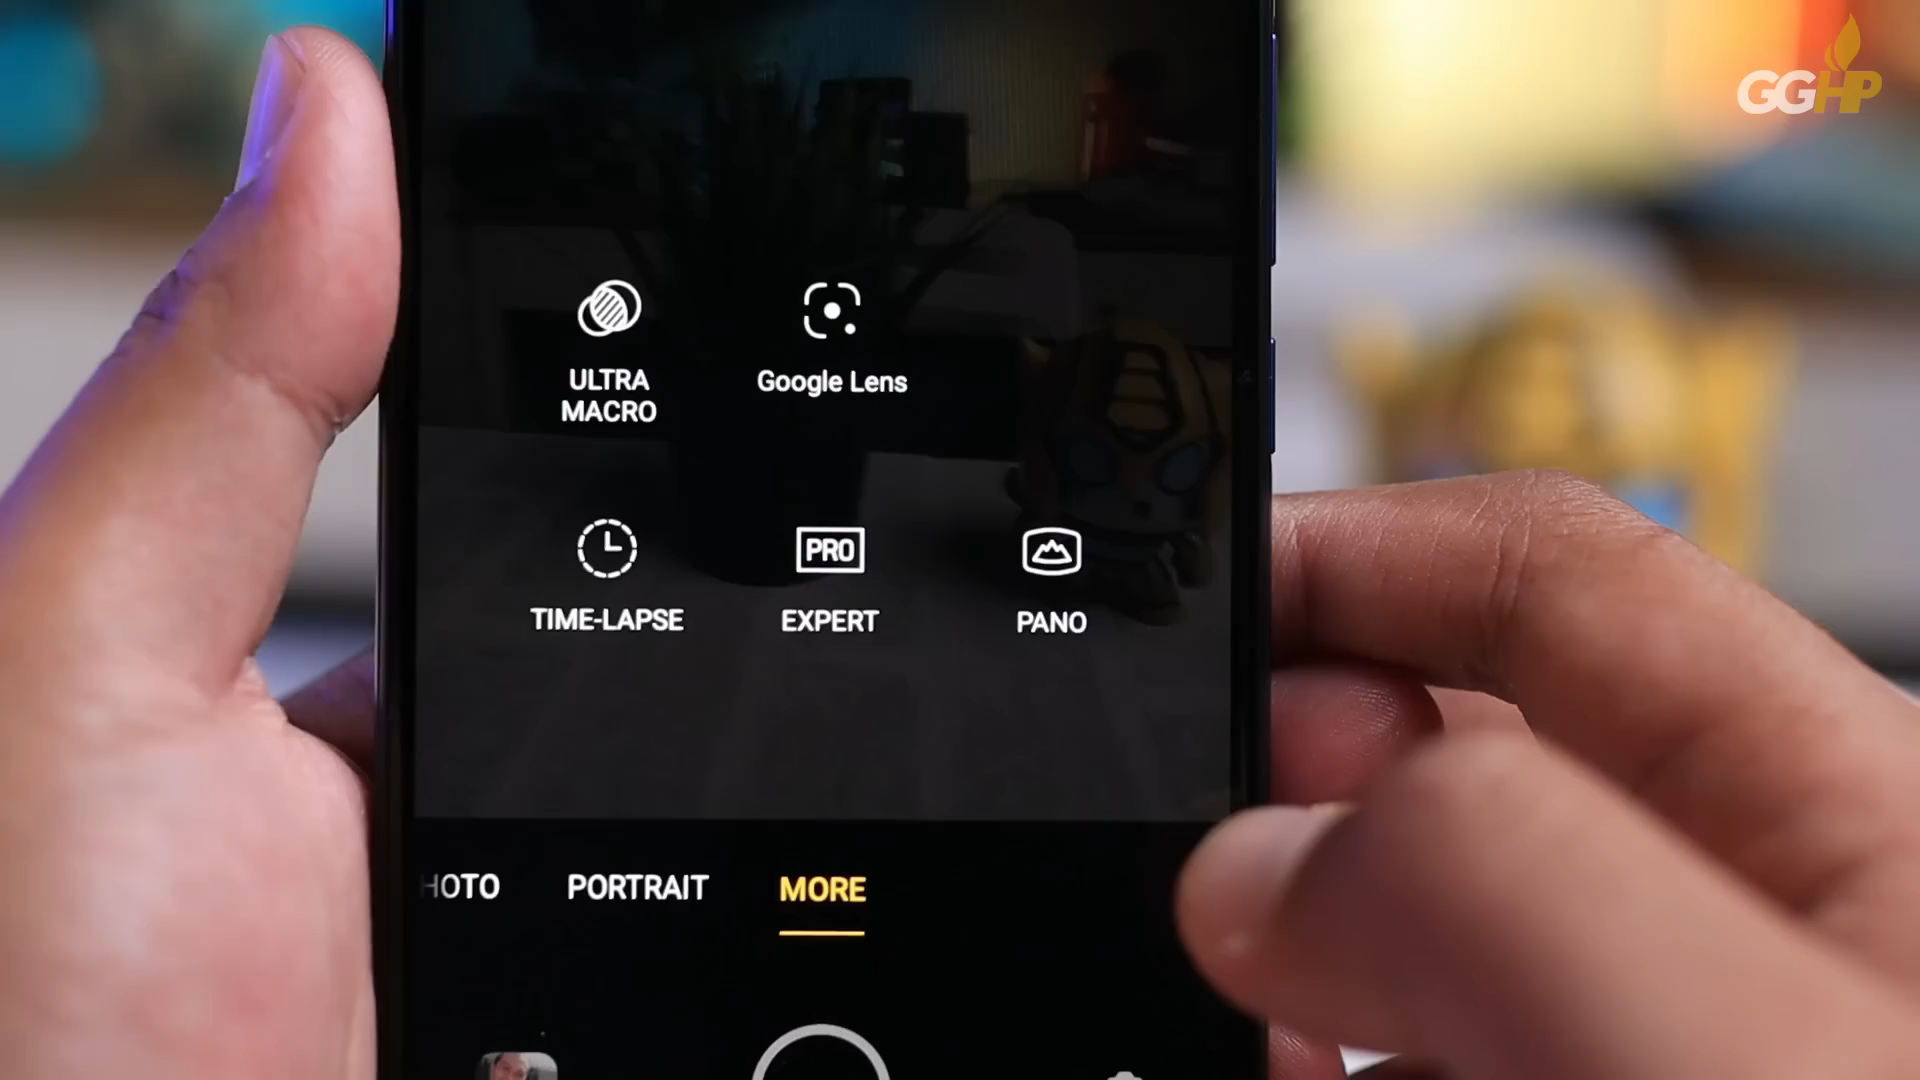 GGHP
ULTRA
MACRO
Google Lens
TIME-LAPSE
PRO
EXPERT
PANO
HOTO
PORTRAIT
MORE